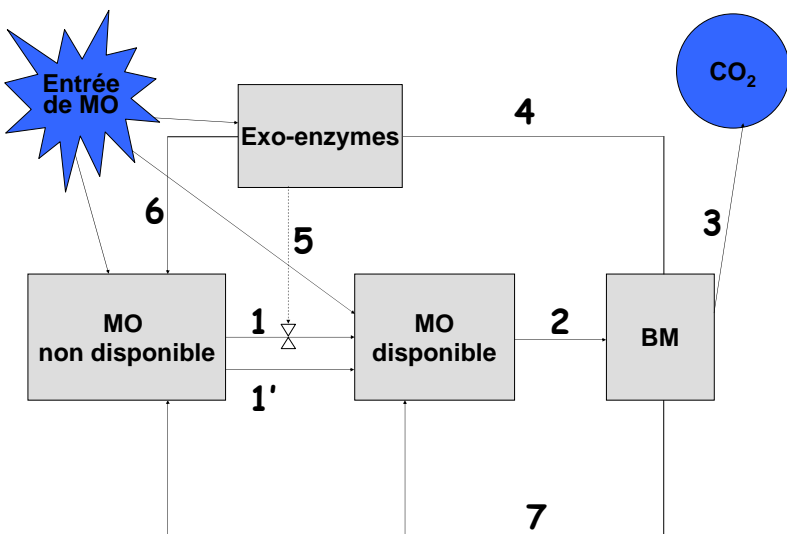 Entrée
de MO
CO2
4
Exo-enzymes
6
5
3
MO
non disponible
1
MO
disponible
2
BM
1'
7